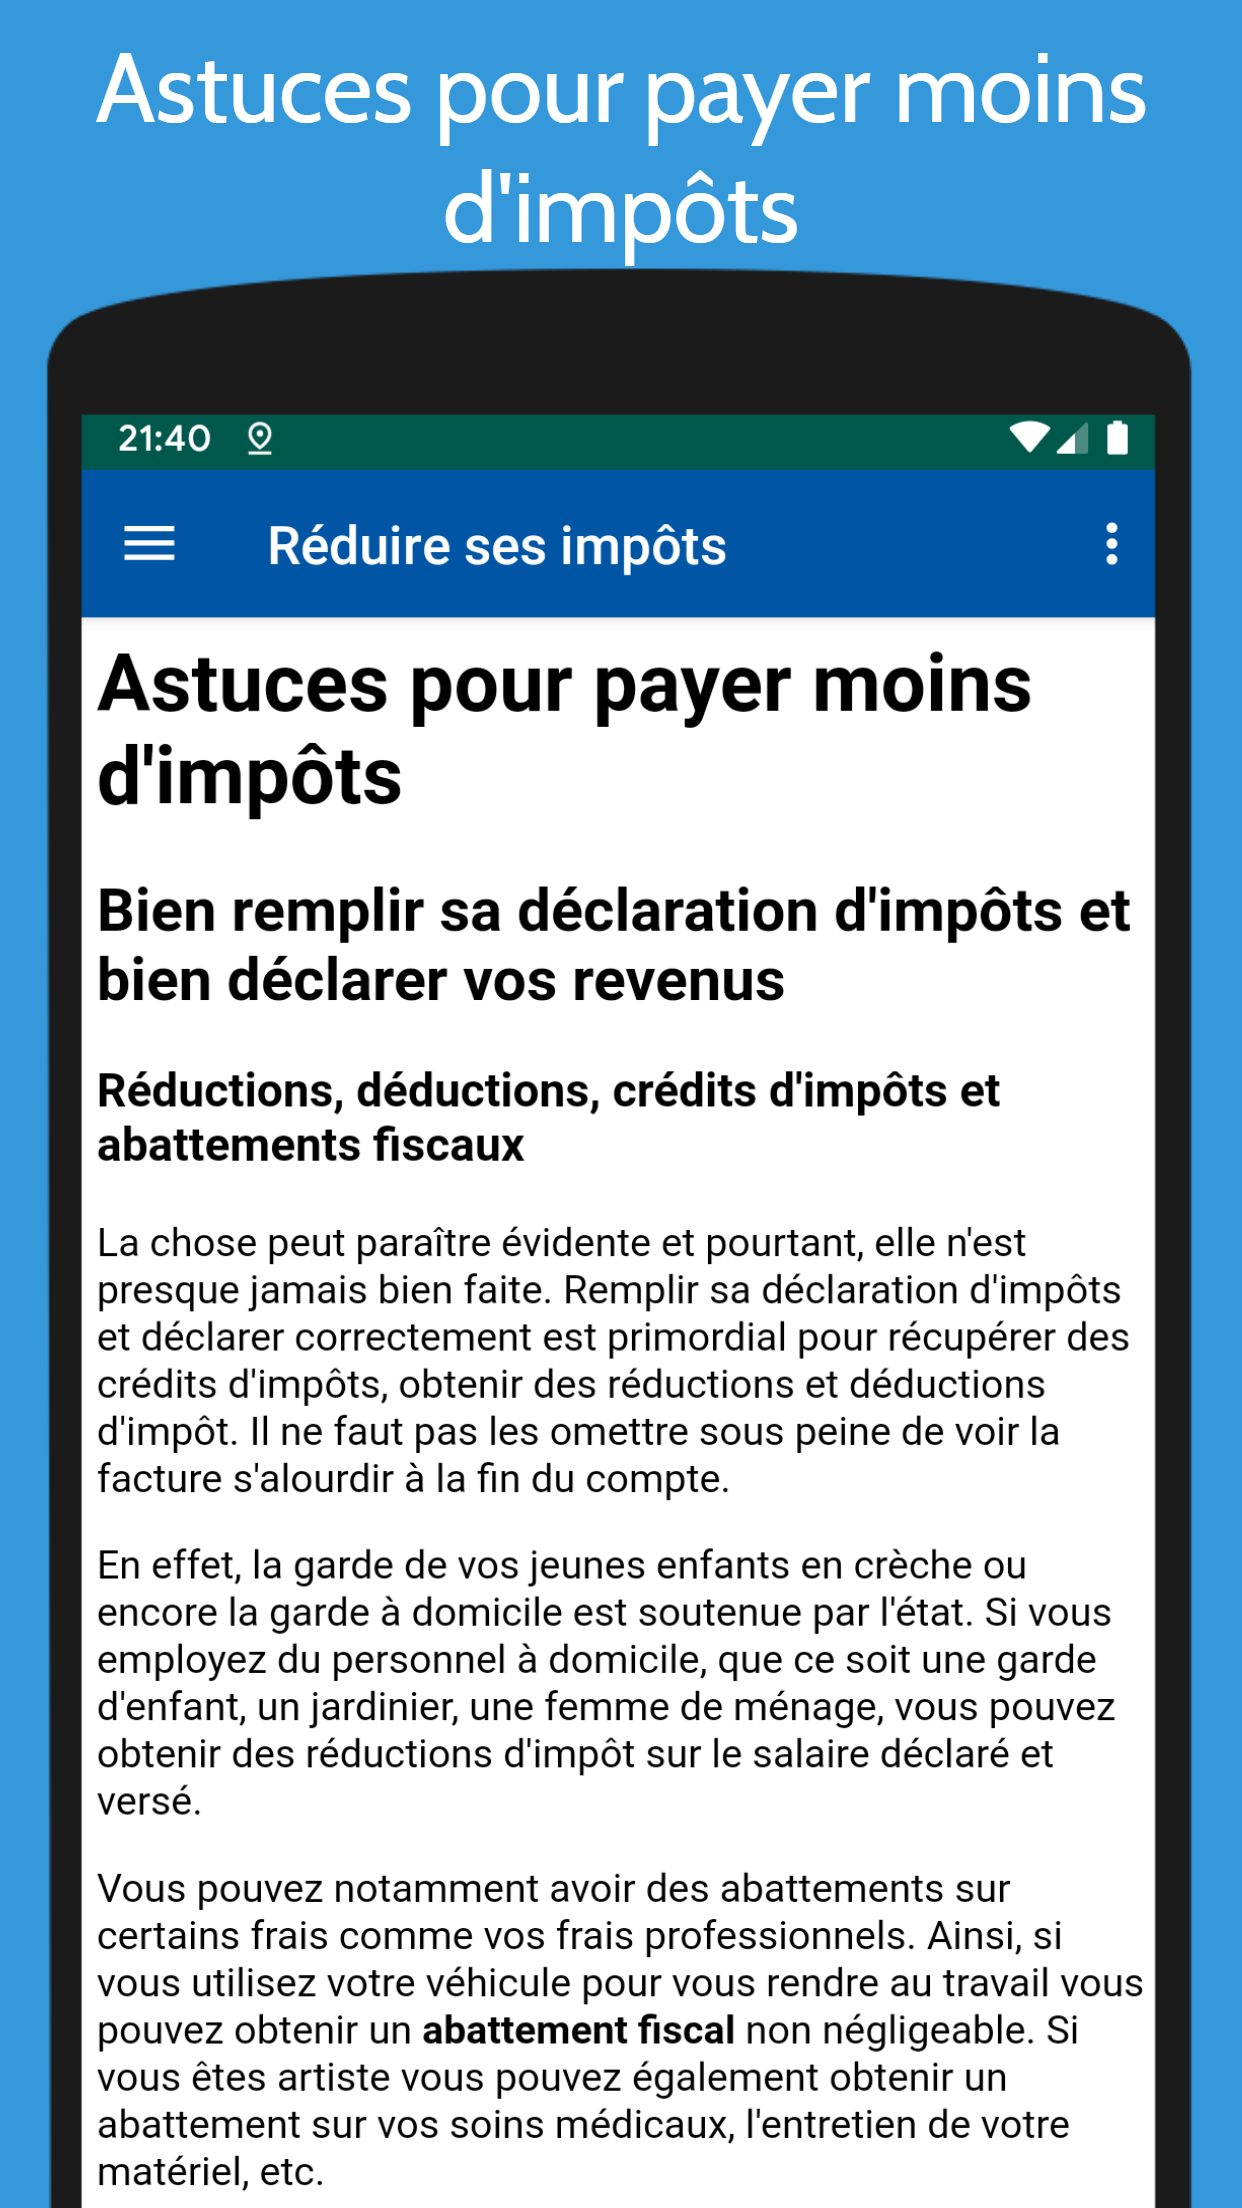 Astuces pour payer moins
d'impôts
21:40
Réduire ses impôts
Astuces pour payer moins
d'impôts
Bien remplir sa déclaration d'impôts et
bien déclarer vos revenus
Réductions, déductions, crédits d'impôts et
abattements fiscaux
La chose peut paraître évidente et pourtant, elle n'est
presque jamais bien faite. Remplir sa déclaration d'impôts
et déclarer correctement est primordial pour récupérer des
crédits d'impôts, obtenir des réductions et déductions
d'impôt. Il ne faut pas les omettre sous peine de voir la
facture s'alourdir à la fin du compte.
En effet, la garde de vos jeunes enfants en crèche ou
encore la garde à domicile est soutenue par l'état. Si vous
employez du personnel à domicile, que ce soit une garde
d'enfant, un jardinier, une femme de ménage, vous pouvez
obtenir des réductions d'impôt sur le salaire déclaré et
versé.
Vous pouvez notamment avoir des abattements sur
certains frais comme vos frais professionnels. Ainsi, si
vous utilisez votre véhicule pour vous rendre au travail vous
pouvez obtenir un abattement fiscal non négligeable. Si
vous êtes artiste vous pouvez également obtenir un
abattement sur vos soins médicaux, l'entretien de votre
matériel, etc.